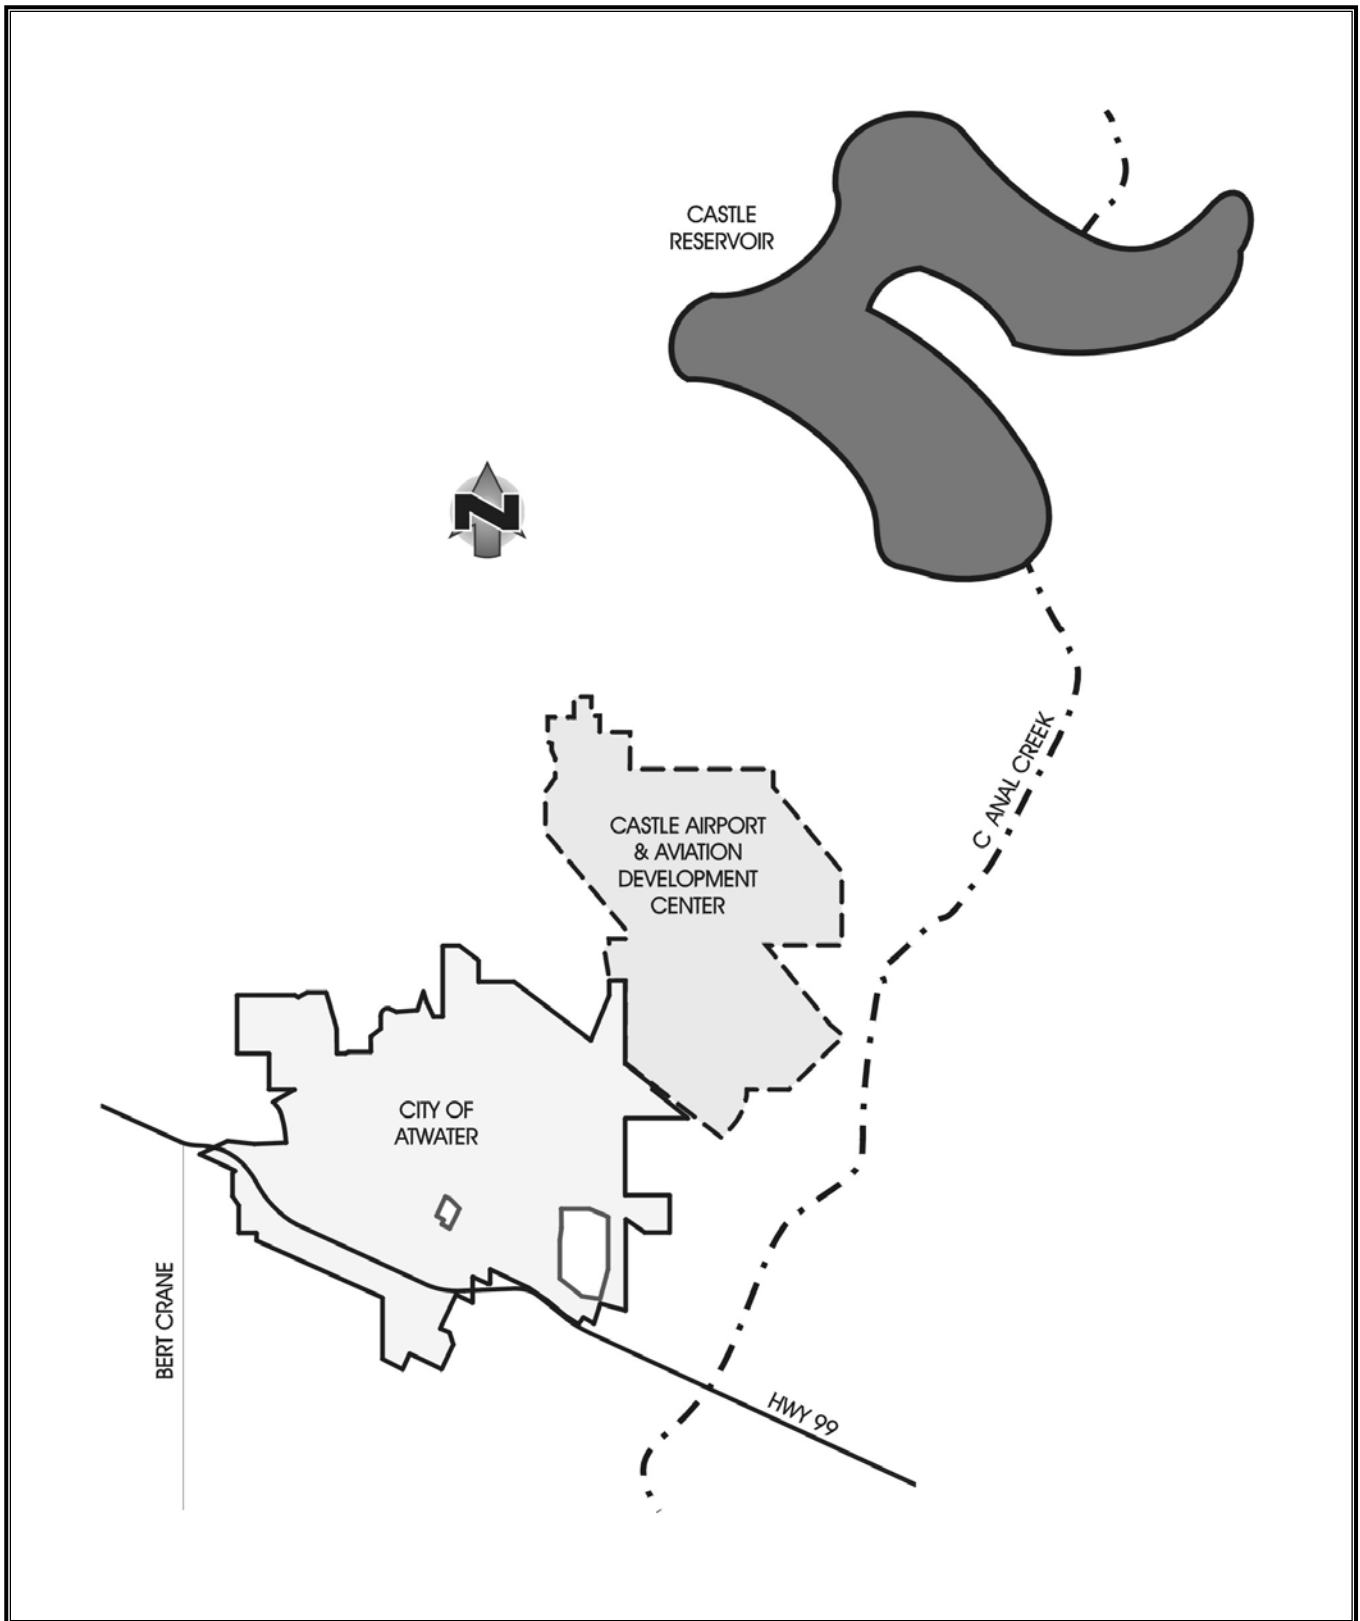 CASTLE
RESERVOIR
N
CASTLE AIRPORT
& AVIATION
DEVELOPMENT
CENTER
C ANAL CREEK
CITY OF
ATWATER
BERT CRANE
HWY 99